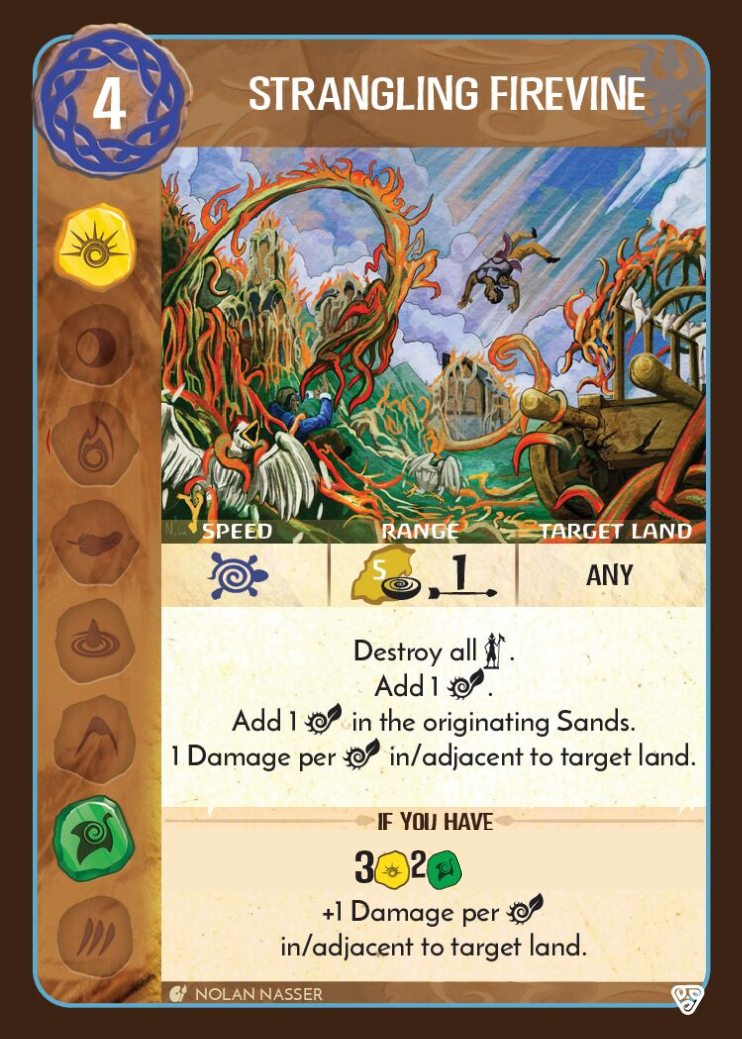 4
STRANGLING FIREVINE
SPEED RANGE TARGET LAND
S 1 ANY
Destroy all .
Add 1 .
Add 1 in the originating Sands.
1 Damage per in/adjacent to target land.
IF YOU HAVE
3 2
+1 Damage per
in/adjacent to target land.
NOLAN NASSER